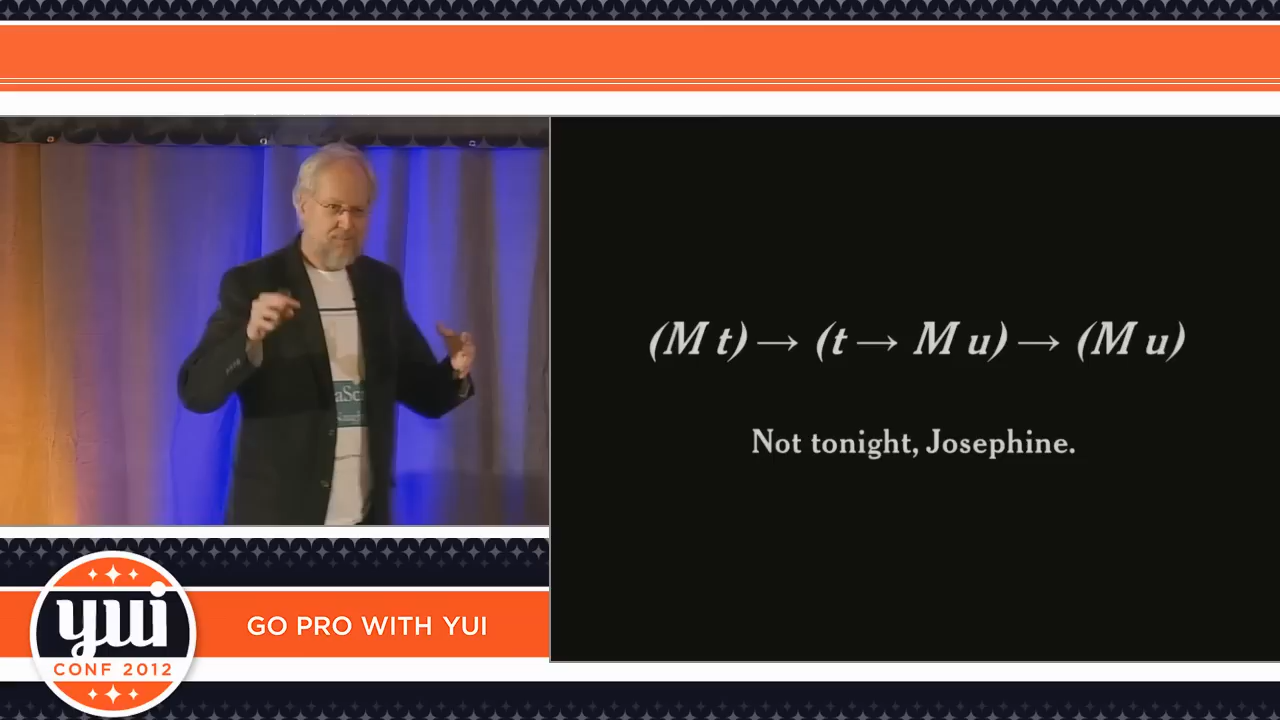 (M t) → (t → M u) → (M u)
Not tonight, Josephine.
yui
CONF 2012
GO PRO WITH YUI